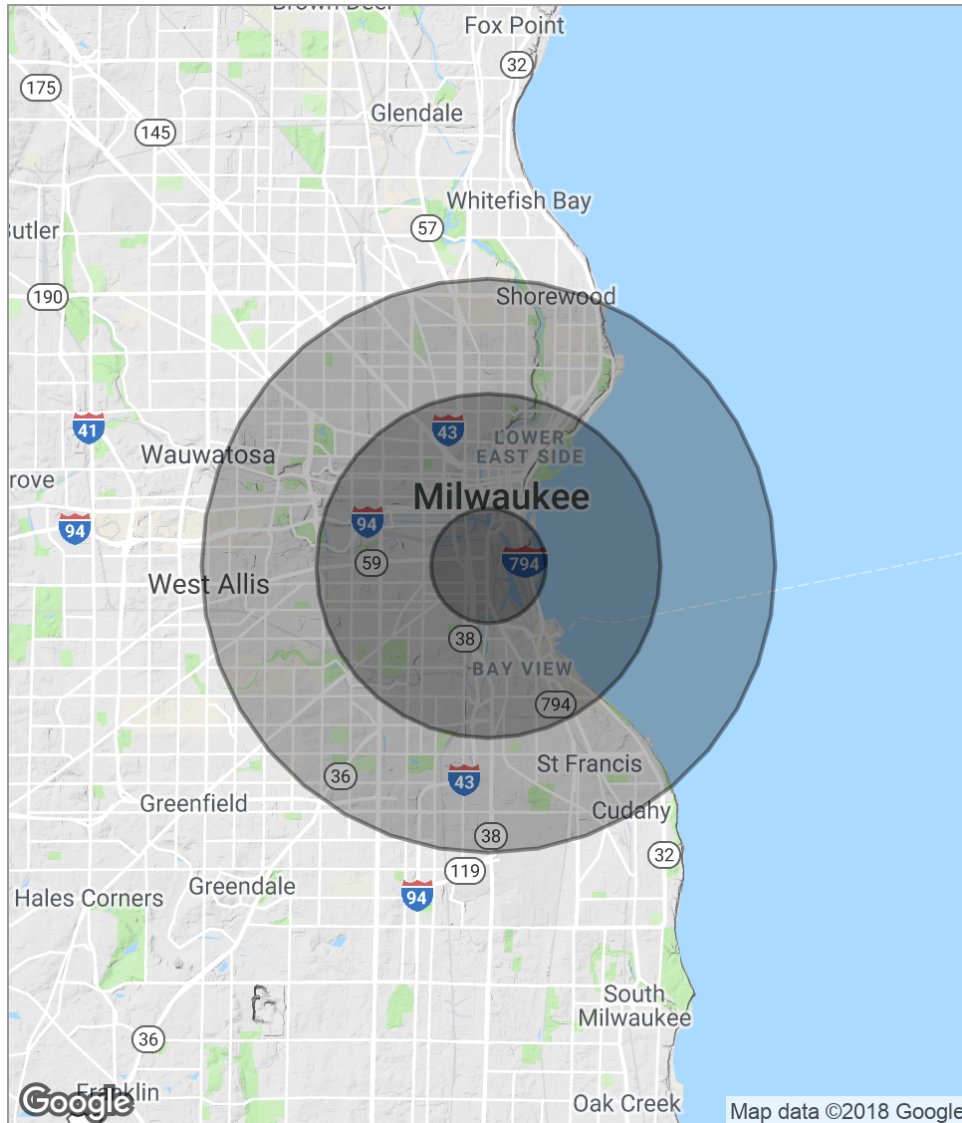 Brown Deer
Fox Point
32
175
Glendale
145
Whitefish Bay
57
Butler
190
Shorewood
41
43
LOWER
EAST SIDE
Wauwatosa
rove
Milwaukee
94
94
59
794
West Allis
38
BAY VIEW
794
St Francis
36
43
Greenfield
Cudahy
38
32
119
Greendale
94
Hales Corners
South
Milwaukee
36
Franklin
Google
Oak Creek
Map data ©2018 Google